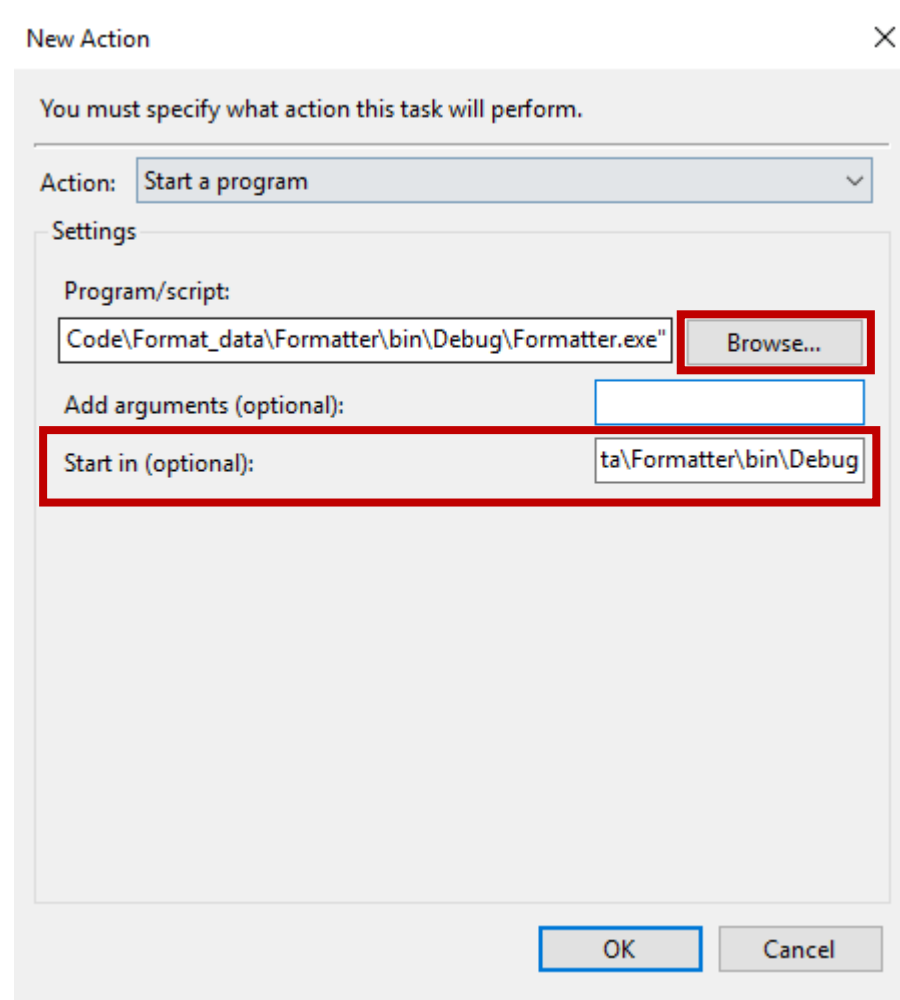 New Action
You must specify what action this task will perform.
Action: Start a program
Settings
Program/script:
Code\Format_data\Formatter\bin\Debug\Formatter.exe" Browse...
Add arguments (optional):
Start in (optional): ta\Formatter\bin\Debug
OK Cancel